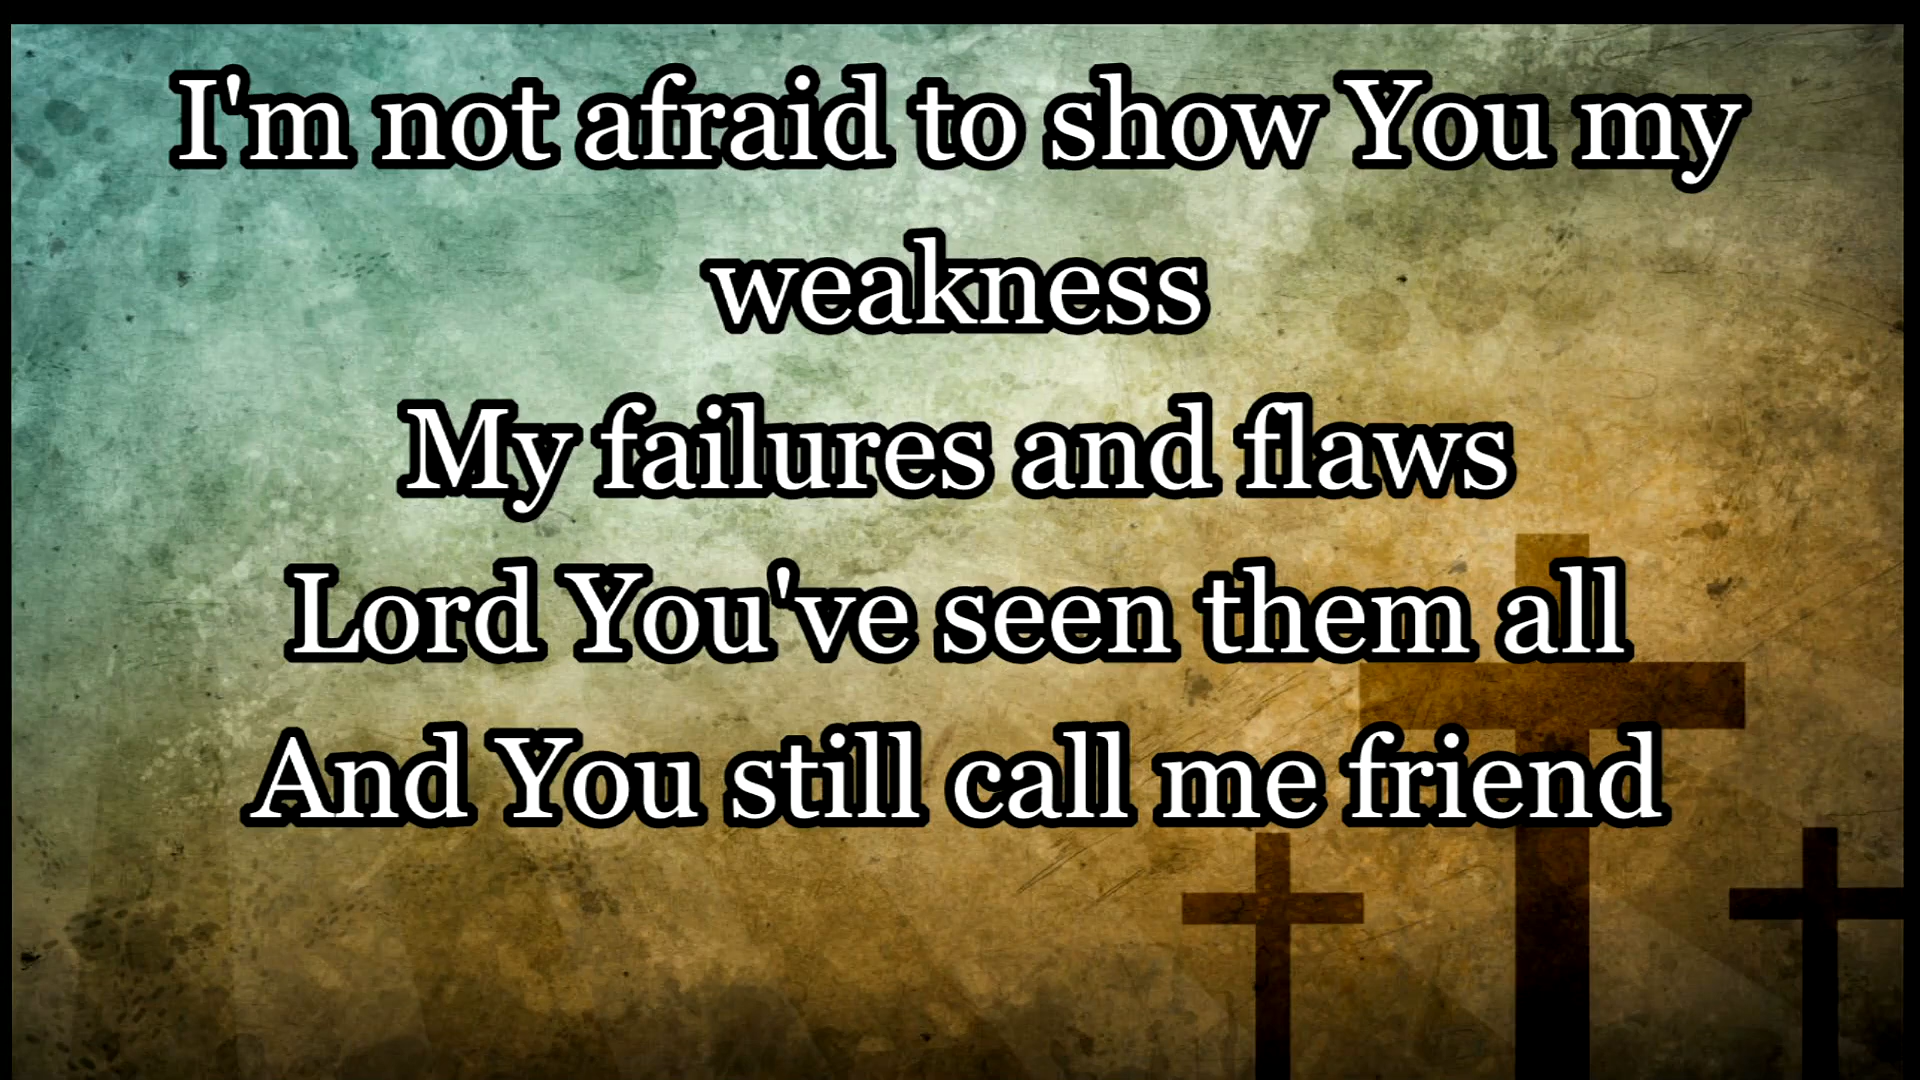 I'm not afraid to show You my
weakness
My failures and flaws
Lord You've seen them all
And You still call me friend